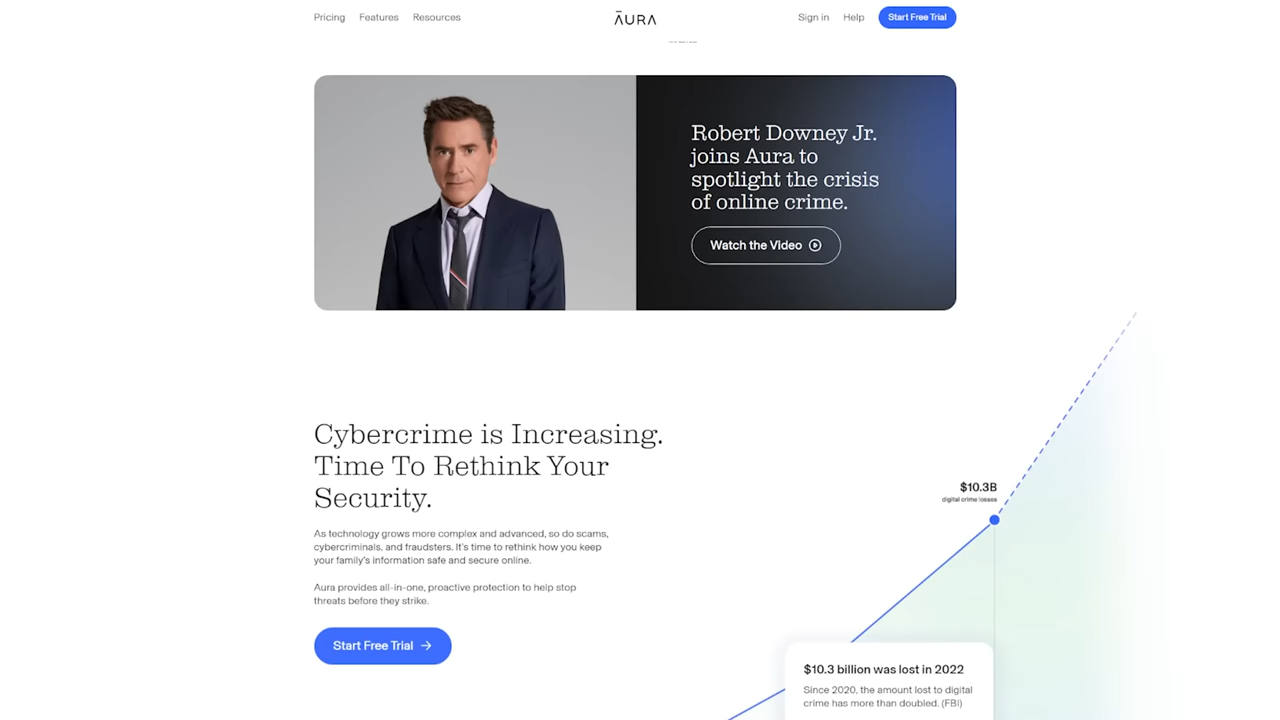 Pricing Features Resources
ĀURA
Sign in Help Start Free Trial
Robert Downey Jr.
joins Aura to
spotlight the crisis
of online crime.
Watch the Video
Cybercrime is Increasing.
Time To Rethink Your
Security.
As technology grows more complex and advanced, so do scams,
cybercriminals, and fraudsters. It's time to rethink how you keep
your family's information safe and secure online.
Aura provides all-in-one, proactive protection to help stop
threats before they strike.
Start Free Trial
$10.3B
digital crime losses
$10.3 billion was lost in 2022
Since 2020, the amount lost to digital
crime has more than doubled. (FBI)